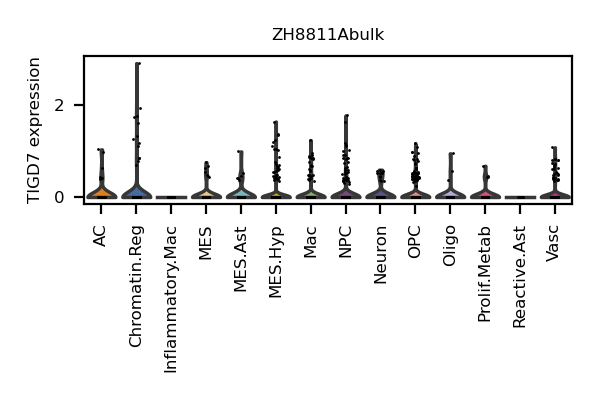 ZH8811Abulk
TIGD7 expression
2
0
AC
Chromatin.Reg
Inflammatory.Mac
MES
MES.Ast
MES.Hyp
Mac
NPC
Neuron
OPC
Oligo
Prolif.Metab
Reactive.Ast
Vasc